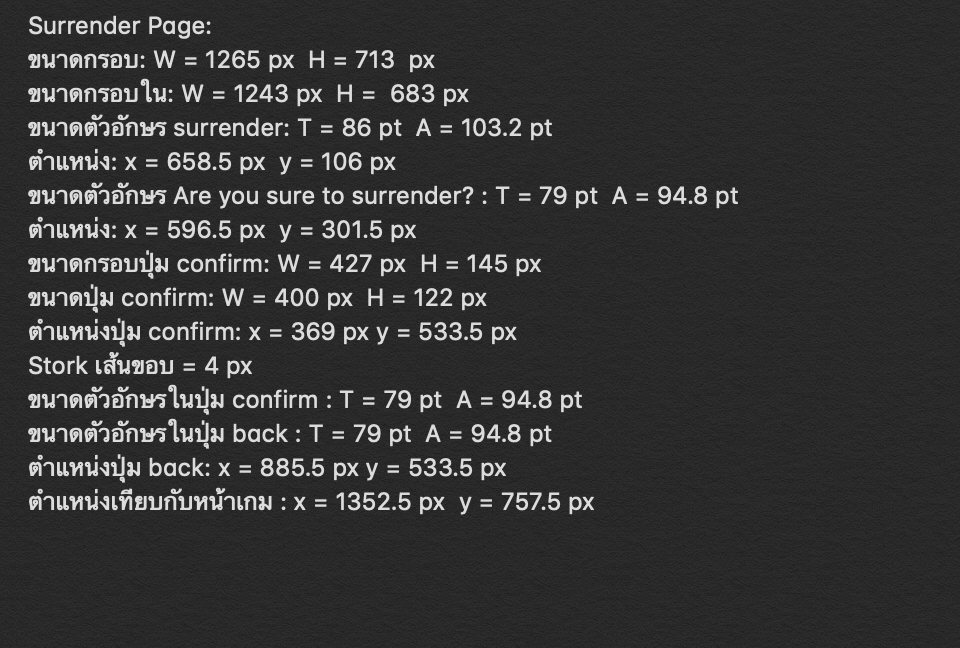 Surrender Page:
ขนาดกรอบ: W = 1265 px  H = 713  px
ขนาดกรอบใน: W = 1243 px  H =  683 px
ขนาดตัวอักษร surrender: T = 86 pt  A = 103.2 pt
ตำแหน่ง: x = 658.5 px  y = 106 px
ขนาดตัวอักษร Are you sure to surrender? : T = 79 pt  A = 94.8 pt
ตำแหน่ง: x = 596.5 px  y = 301.5 px
ขนาดกรอบปุ่ม confirm: W = 427 px  H = 145 px
ขนาดปุ่ม confirm: W = 400 px  H = 122 px
ตำแหน่งปุ่ม confirm: x = 369 px y = 533.5 px
Stork เส้นขอบ = 4 px
ขนาดตัวอักษรในปุ่ม confirm : T = 79 pt  A = 94.8 pt
ขนาดตัวอักษรในปุ่ม back : T = 79 pt  A = 94.8 pt
ตำแหน่งปุ่ม back: x = 885.5 px y = 533.5 px
ตำแหน่งเทียบกับหน้าเกม : x = 1352.5 px  y = 757.5 px